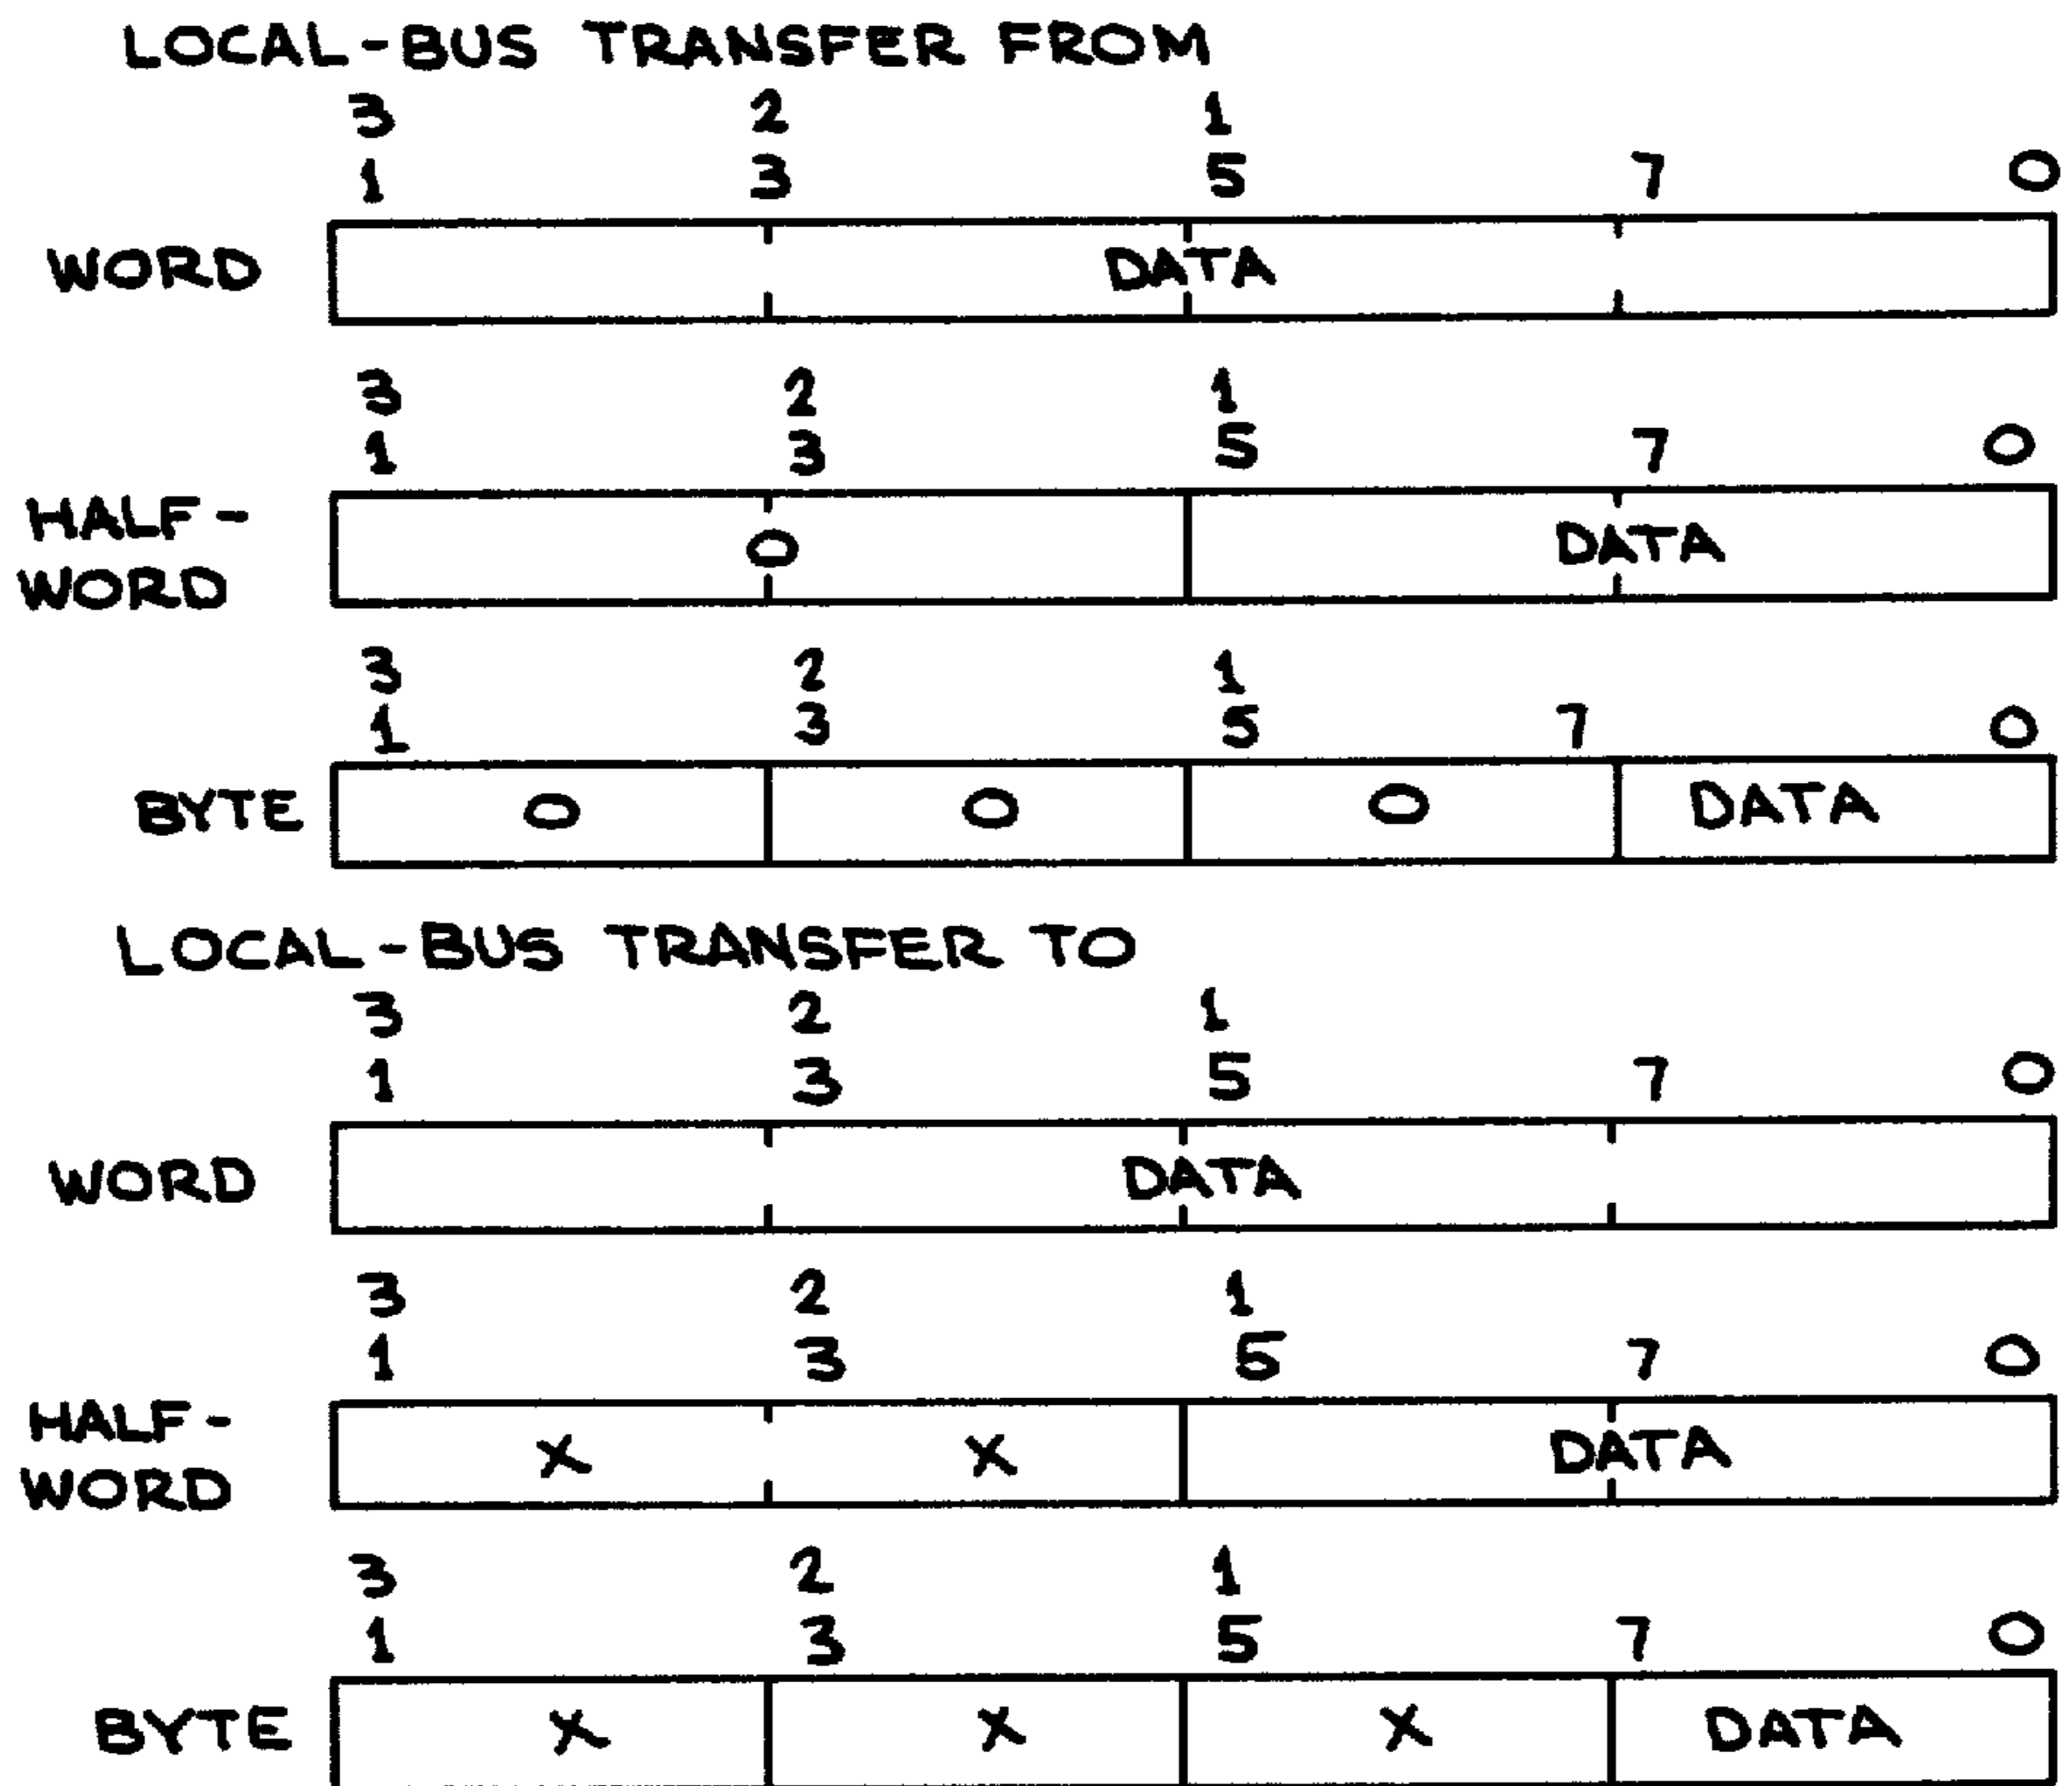 LOCAL-BUS TRANSFER FROM
3 2 1
1 3 5 7 0
WORD DATA
3 2 1
1 3 5 7 0
HALF-
WORD 0 DATA
3 2 1
1 3 5 7 0
BYTE 0 0 0 DATA
LOCAL-BUS TRANSFER TO
3 2 1
1 3 5 7 0
WORD DATA
3 2 1
1 3 5 7 0
HALF-
WORD X X DATA
3 2 1
1 3 5 7 0
BYTE X X X DATA